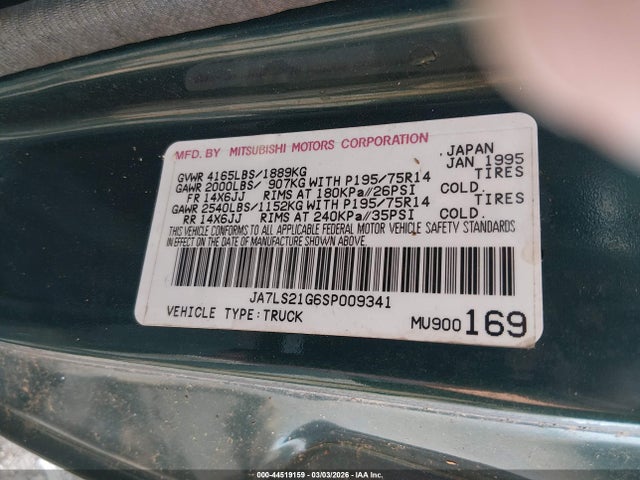 MFD. BY MITSUBISHI MOTORS CORPORATION
JAPAN
GVWR 4165LBS/1889KG JAN 1995
GAWR 2000LBS/ 907KG WITH P195/75R14 TIRES
FR 14X6JJ RIMS AT 180KPa//26PSI COLD.
GAWR 2540LBS/1152KG WITH P195/75R14 TIRES
RR 14X6JJ RIMS AT 240KPa//35PSI COLD.
THIS VEHICLE CONFORMS TO ALL APPLICABLE FEDERAL MOTOR VEHICLE SAFETY STANDARDS
IN EFFECT ON THE DATE OF MANUFACTURE SHOWN ABOVE.
JA7LS21G6SP009341
VEHICLE TYPE:TRUCK MU900169
000-44519159 - 03/03/2026 - IAA Inc.